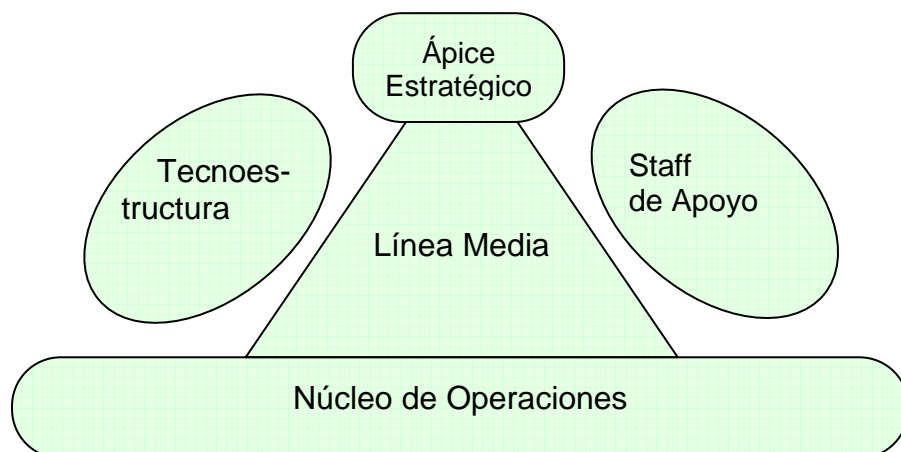 Ápice
Estratégico
Tecnoes-
tructura
Staff
de Apoyo
Línea Media
Núcleo de Operaciones